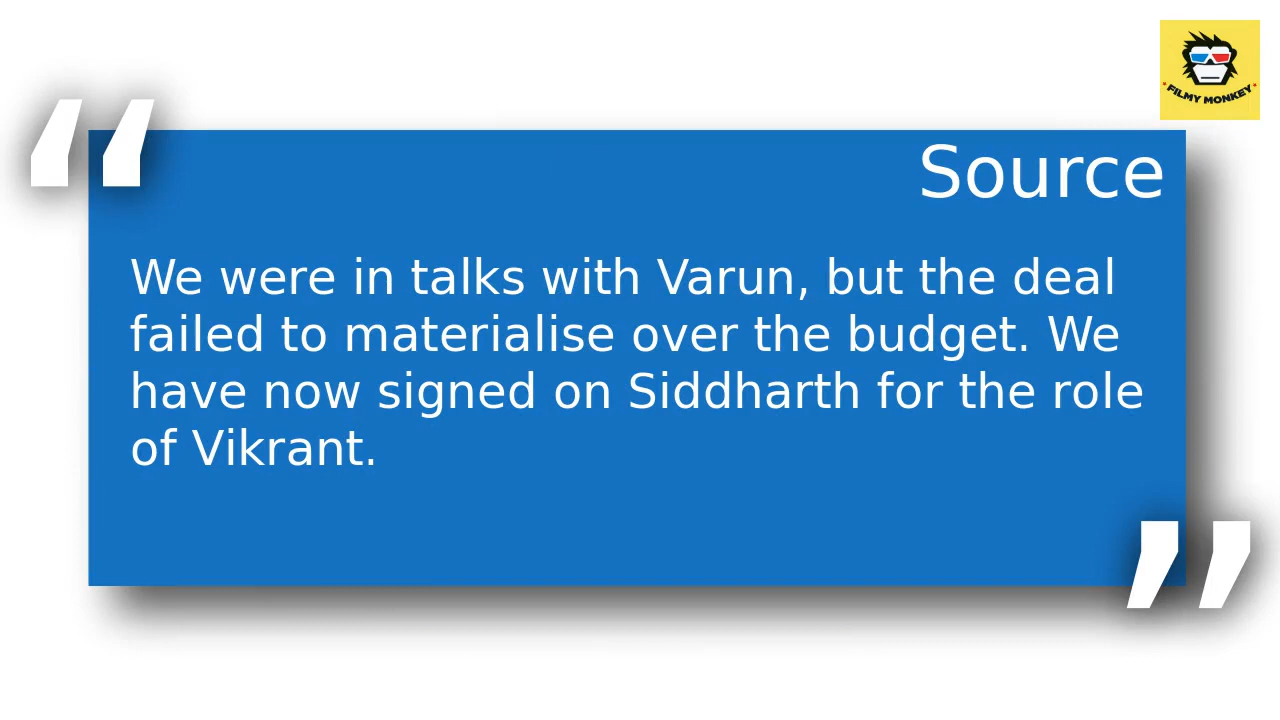 FILMY MONKEY
“
Source
We were in talks with Varun, but the deal
failed to materialise over the budget. We
have now signed on Siddharth for the role
of Vikrant.
”